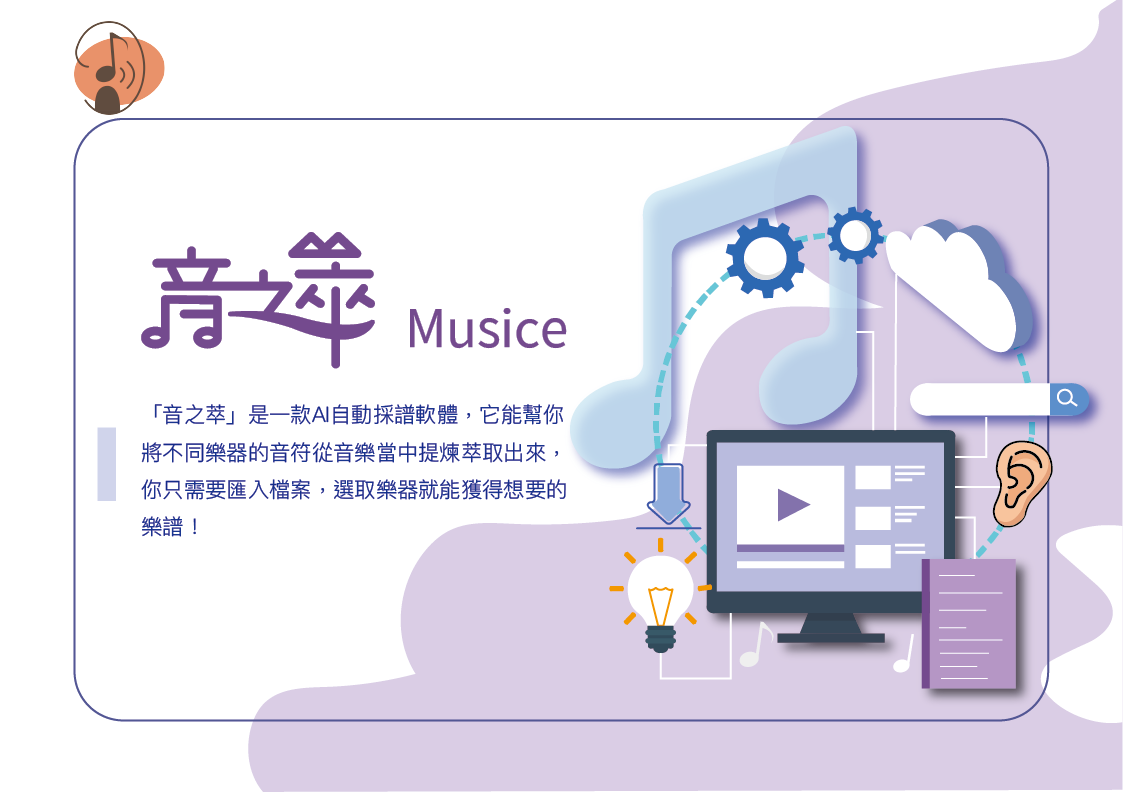 音之萃 Musice
「音之萃」是一款AI自動採譜軟體，它能幫你
將不同樂器的音符從音樂當中提煉萃取出來，
你只需要匯入檔案，選取樂器就能獲得想要的
樂譜！